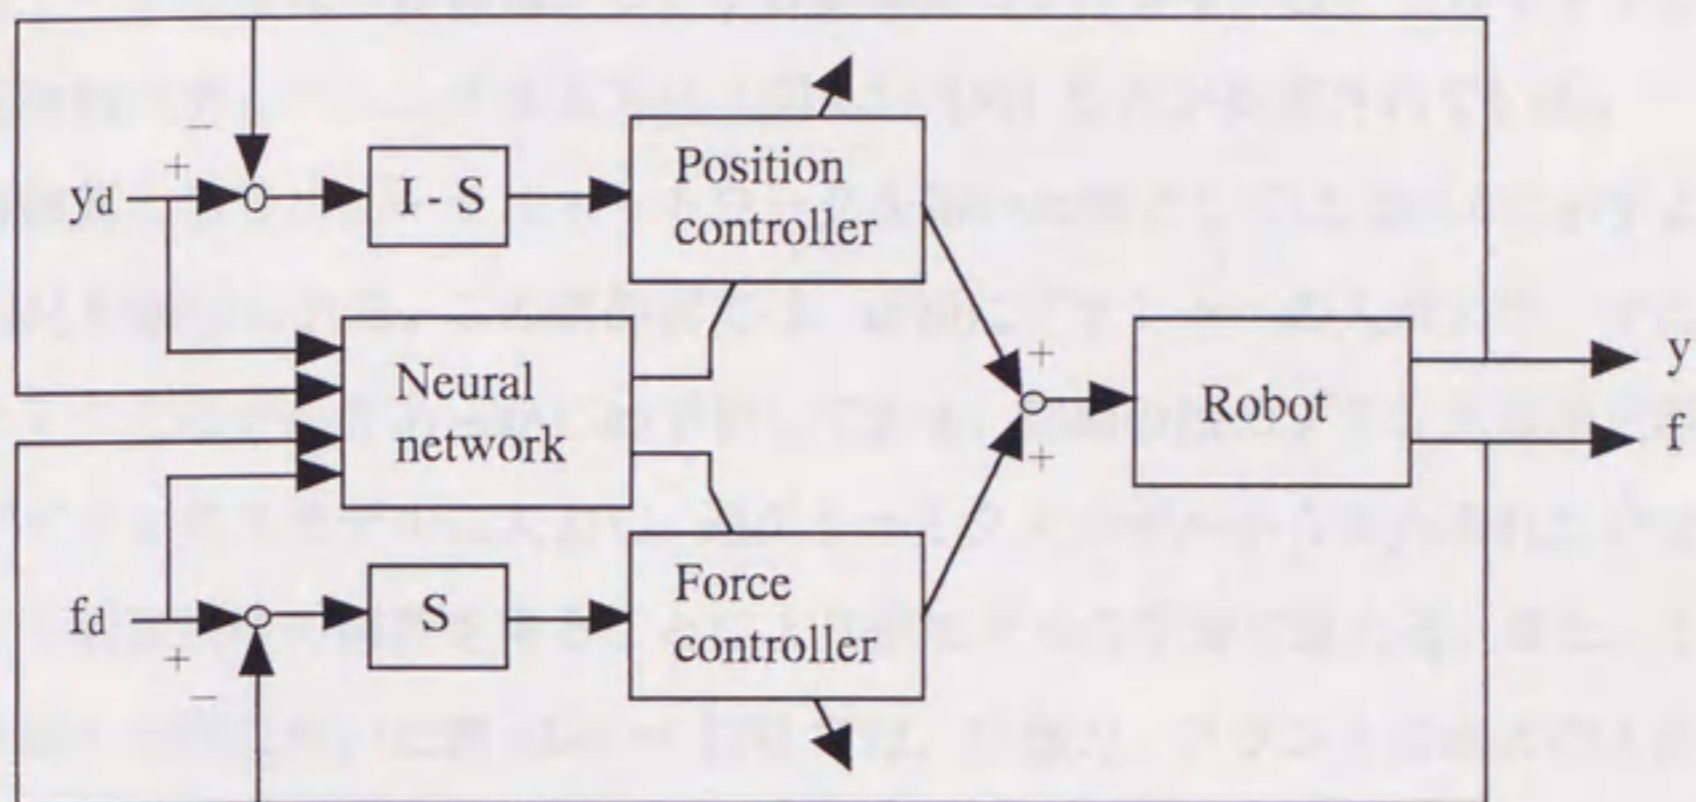 −
+
yd
I - S
Position
controller
Neural
network
+
+
Robot
y
f
fd
+
−
S
Force
controller